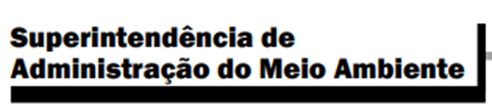 Superintendência de
Administração do Meio Ambiente